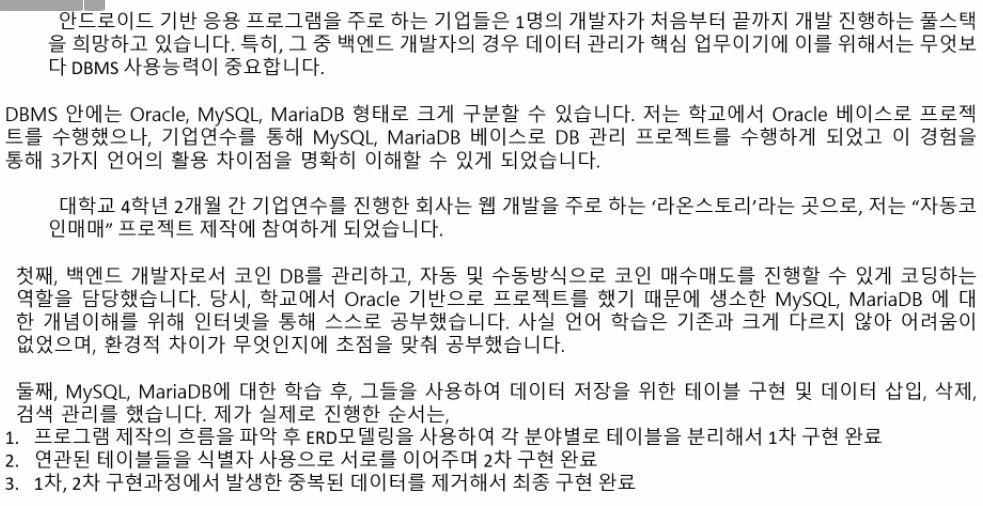 안드로이드 기반 응용 프로그램을 주로 하는 기업들은 1명의 개발자가 처음부터 끝까지 개발 진행하는 풀스택
을 희망하고 있습니다. 특히, 그 중 백엔드 개발자의 경우 데이터 관리가 핵심 업무이기에 이를 위해서는 무엇보
다 DBMS 사용능력이 중요합니다.
DBMS 안에는 Oracle, MySQL, MariaDB 형태로 크게 구분할 수 있습니다. 저는 학교에서 Oracle 베이스로 프로젝
트를 수행했으나, 기업연수를 통해 MySQL, MariaDB 베이스로 DB 관리 프로젝트를 수행하게 되었고 이 경험을
통해 3가지 언어의 활용 차이점을 명확히 이해할 수 있게 되었습니다.
대학교 4학년 2개월 간 기업연수를 진행한 회사는 웹 개발을 주로 하는 ‘라온스토리’라는 곳으로, 저는 “자동코
인매매” 프로젝트 제작에 참여하게 되었습니다.
첫째, 백엔드 개발자로서 코인 DB를 관리하고, 자동 및 수동방식으로 코인 매수매도를 진행할 수 있게 코딩하는
역할을 담당했습니다. 당시, 학교에서 Oracle 기반으로 프로젝트를 했기 때문에 생소한 MySQL, MariaDB 에 대
한 개념이해를 위해 인터넷을 통해 스스로 공부했습니다. 사실 언어 학습은 기존과 크게 다르지 않아 어려움이
없었으며, 환경적 차이가 무엇인지에 초점을 맞춰 공부했습니다.
둘째, MySQL, MariaDB에 대한 학습 후, 그들을 사용하여 데이터 저장을 위한 테이블 구현 및 데이터 삽입, 삭제,
검색 관리를 했습니다. 제가 실제로 진행한 순서는,
1. 프로그램 제작의 흐름을 파악 후 ERD모델링을 사용하여 각 분야별로 테이블을 분리해서 1차 구현 완료
2. 연관된 테이블들을 식별자 사용으로 서로를 이어주며 2차 구현 완료
3. 1차, 2차 구현과정에서 발생한 중복된 데이터를 제거해서 최종 구현 완료